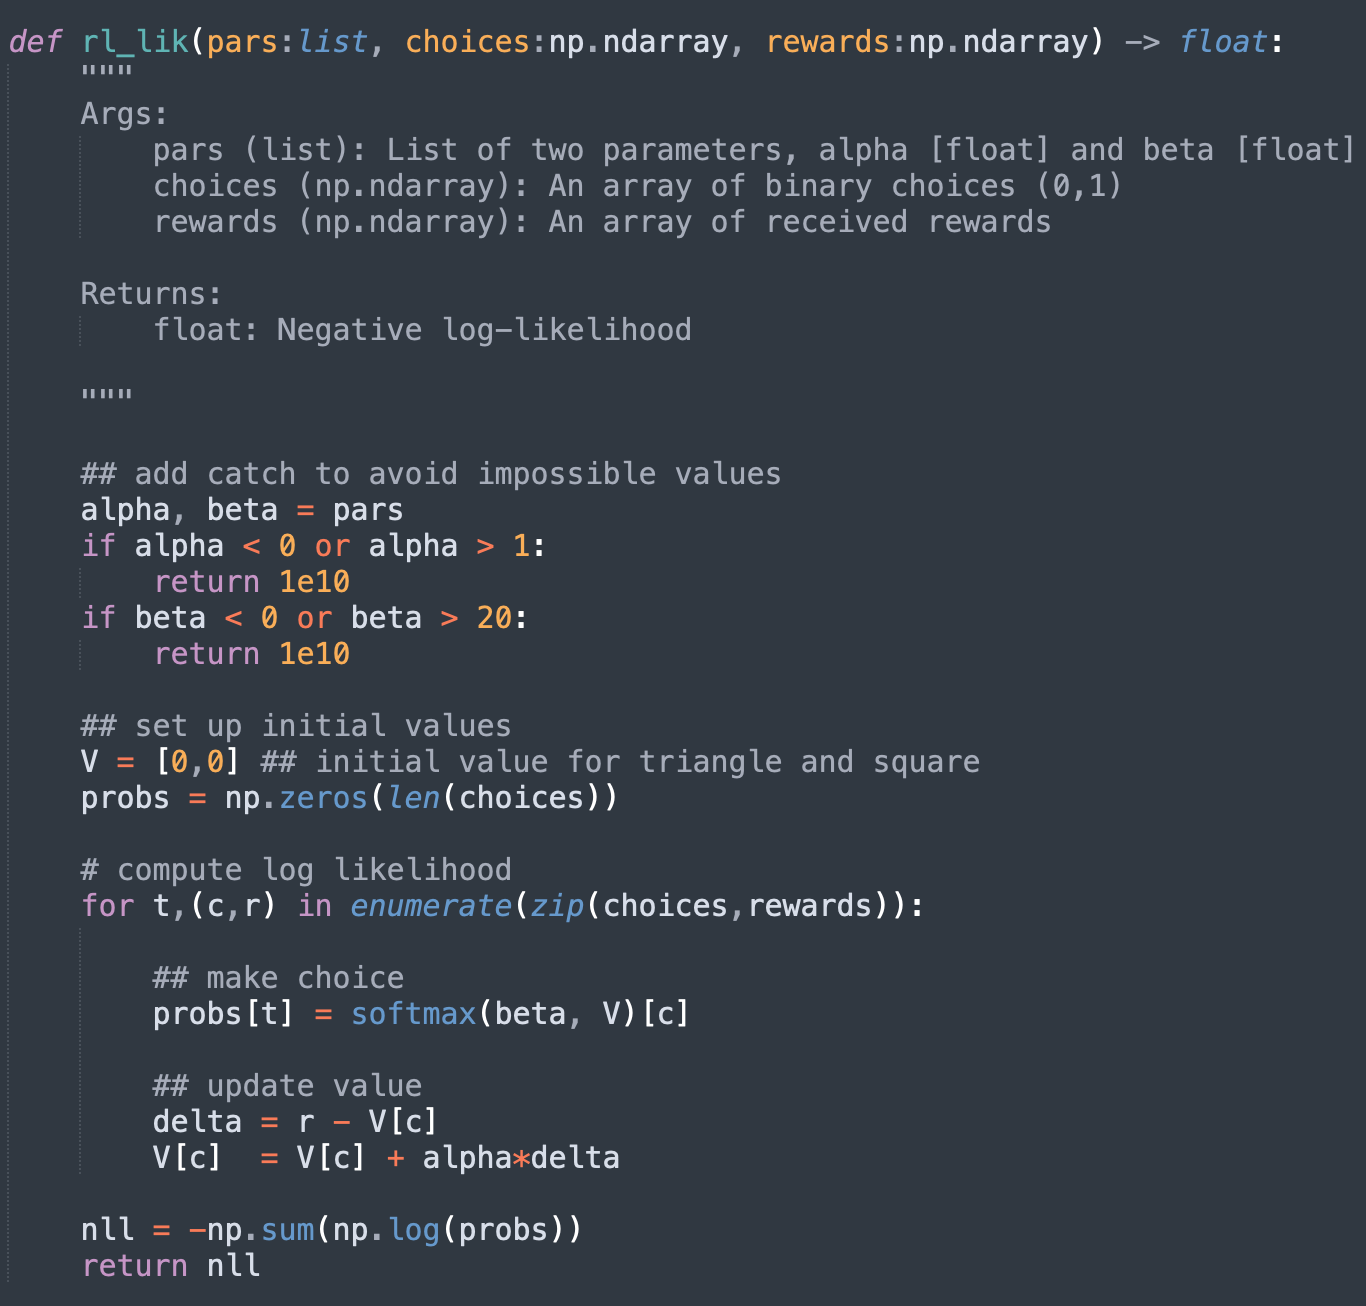 def rl_lik(pars:list, choices:np.ndarray, rewards:np.ndarray) -> float:
"""
Args:
pars (list): List of two parameters, alpha [float] and beta [float]
choices (np.ndarray): An array of binary choices (0,1)
rewards (np.ndarray): An array of received rewards
Returns:
float: Negative log-likelihood
"""
## add catch to avoid impossible values
alpha, beta = pars
if alpha < 0 or alpha > 1:
return 1e10
if beta < 0 or beta > 20:
return 1e10
## set up initial values
V = [0,0] ## initial value for triangle and square
probs = np.zeros(len(choices))
# compute log likelihood
for t,(c,r) in enumerate(zip(choices,rewards)):
## make choice
probs[t] = softmax(beta, V)[c]
## update value
delta = r - V[c]
V[c]  = V[c] + alpha*delta
nll = -np.sum(np.log(probs))
return nll